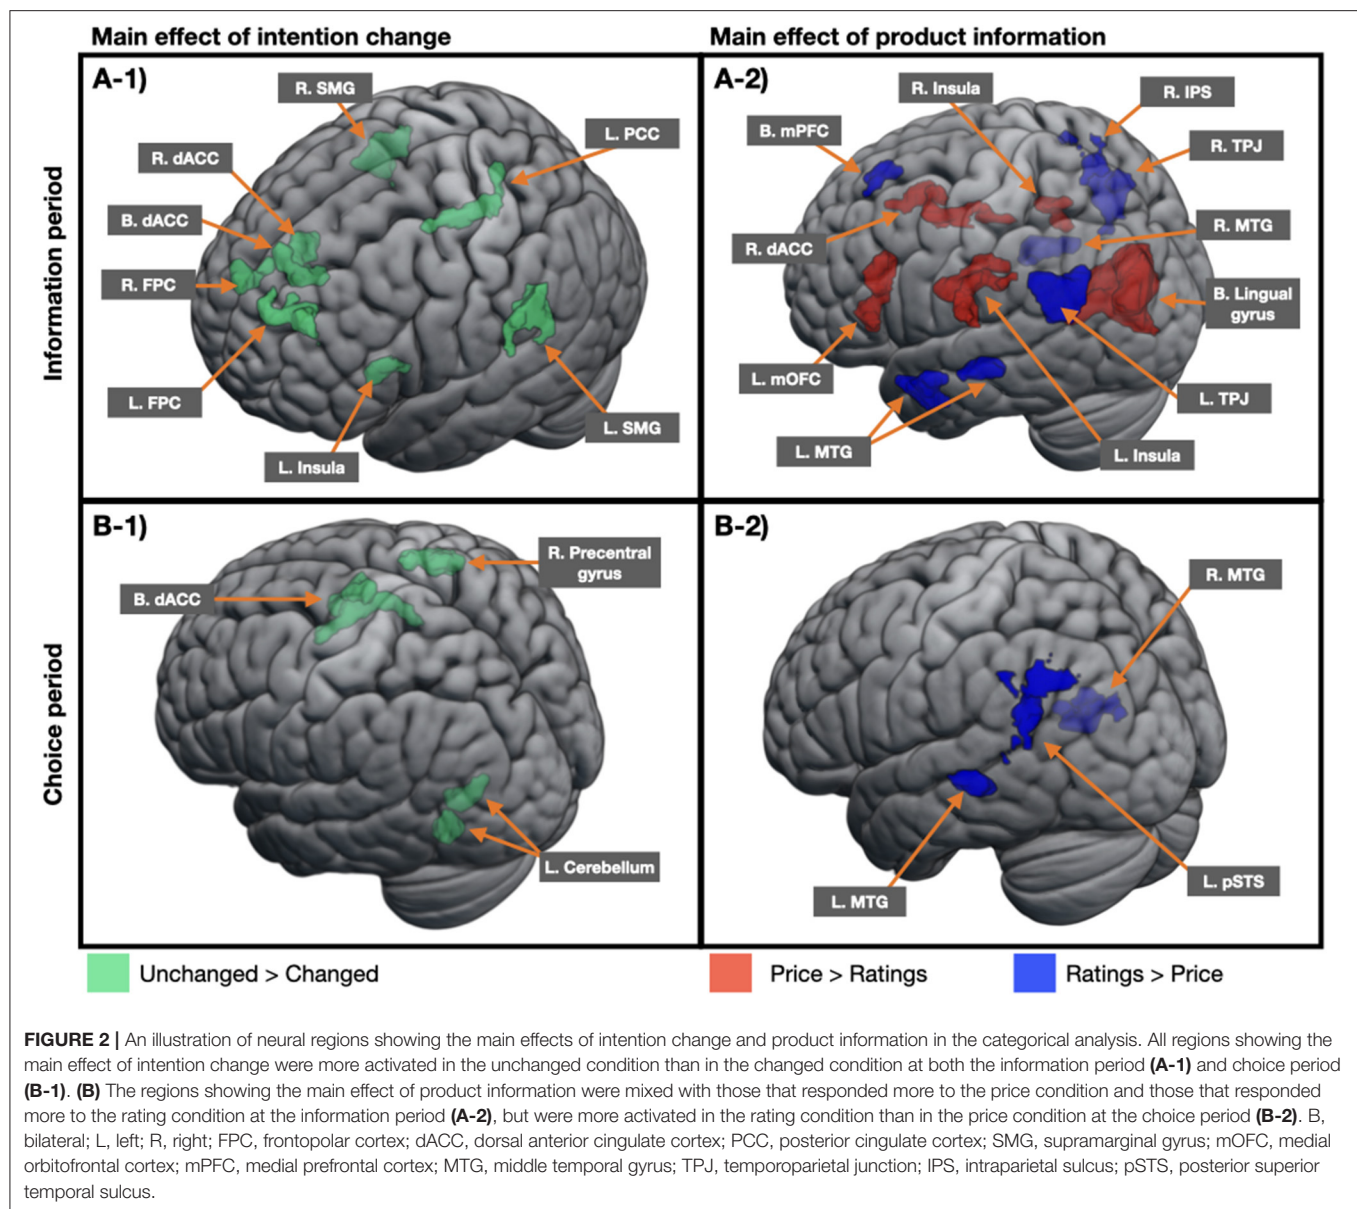 Main effect of intention change
Main effect of product information
Information period
A-1)
R. SMG
L. PCC
R. dACC
B. dACC
R. FPC
L. FPC
L. Insula
L. SMG
A-2)
R. Insula
R. IPS
B. mPFC
R. TPJ
R. dACC
R. MTG
B. Lingual
gyrus
L. mOFC
L. TPJ
L. MTG
L. Insula
Choice period
B-1)
R. Precentral
gyrus
B. dACC
L. Cerebellum
B-2)
R. MTG
L. pSTS
L. MTG
Unchanged > Changed
Price > Ratings
Ratings > Price
FIGURE 2 | An illustration of neural regions showing the main effects of intention change and product information in the categorical analysis. All regions showing the
main effect of intention change were more activated in the unchanged condition than in the changed condition at both the information period (A-1) and choice period
(B-1). (B) The regions showing the main effect of product information were mixed with those that responded more to the price condition and those that responded
more to the rating condition at the information period (A-2), but were more activated in the rating condition than in the price condition at the choice period (B-2). B,
bilateral; L, left; R, right; FPC, frontopolar cortex; dACC, dorsal anterior cingulate cortex; PCC, posterior cingulate cortex; SMG, supramarginal gyrus; mOFC, medial
orbitofrontal cortex; mPFC, medial prefrontal cortex; MTG, middle temporal gyrus; TPJ, temporoparietal junction; IPS, intraparietal sulcus; pSTS, posterior superior
temporal sulcus.